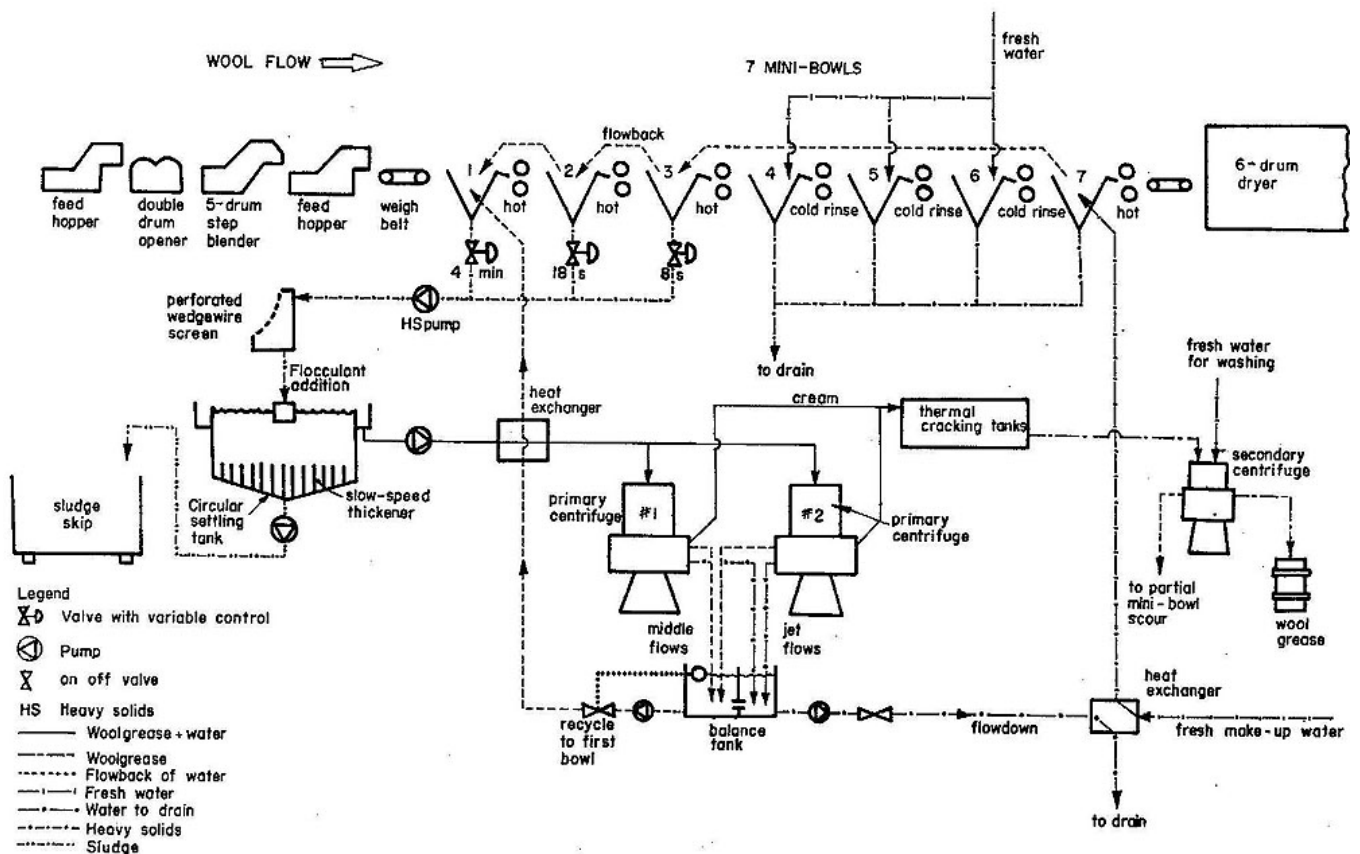 WOOL FLOW
7 MINI-BOWLS
fresh
water
flowback
1
2
3
4
5
6
7
hot
hot
hot
cold rinse
cold rinse
cold rinse
hot
feed
hopper
double
drum
opener
5-drum
step
blender
feed
hopper
weigh
belt
6-drum
dryer
4 min
18 s
8 s
perforated
wedgewire
screen
HS pump
to drain
fresh water
for washing
Flocculant
addition
heat
exchanger
cream
thermal
cracking tanks
secondary
centrifuge
sludge
skip
Circular
settling
tank
slow-speed
thickener
primary
centrifuge
#1
#2
primary
centrifuge
to partial
mini-bowl
scour
wool
grease
middle
flows
jet
flows
recycle
to first
bowl
balance
tank
flowdown
heat
exchanger
fresh make-up water
to drain
Legend
Valve with variable control
Pump
on off valve
HS Heavy solids
Woolgrease + water
Woolgrease
Flowback of water
Fresh water
Water to drain
Heavy solids
Sludge